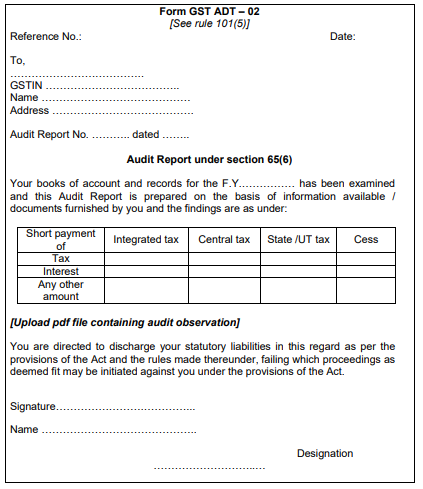 Form GST ADT – 02
[See rule 101(5)]
Reference No.: Date:
To,
……………………………….
GSTIN ……………………………….
Name ……………………………………
Address ………………………………….
Audit Report No. ……….. dated ……..
Audit Report under section 65(6)
Your books of account and records for the F.Y……………. has been examined
and this Audit Report is prepared on the basis of information available /
documents furnished by you and the findings are as under:
Short payment of Integrated tax Central tax State /UT tax Cess
Tax
Interest
Any other amount
[Upload pdf file containing audit observation]
You are directed to discharge your statutory liabilities in this regard as per the
provisions of the Act and the rules made thereunder, failing which proceedings as
deemed fit may be initiated against you under the provisions of the Act.
Signature………………………………...
Name ……………………………………..
Designation
…………………………..